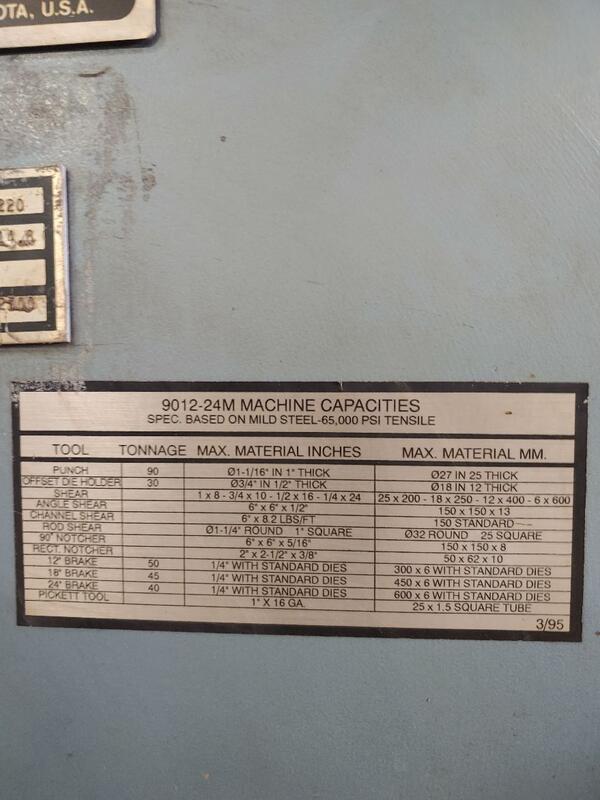 OTA, U.S.A.
220
9012-24M MACHINE CAPACITIES
SPEC. BASED ON MILD STEEL-65,000 PSI TENSILE
TOOL TONNAGE MAX. MATERIAL INCHES MAX. MATERIAL MM.
PUNCH 90 Ø1-1/16" IN 1" THICK Ø27 IN 25 THICK
OFFSET DIE HOLDER 30 Ø3/4" IN 1/2" THICK Ø18 IN 12 THICK
SHEAR 1 x 8 - 3/4 x 10 - 1/2 x 16 - 1/4 x 24 25 x 200 - 18 x 250 - 12 x 400 - 6 x 600
ANGLE SHEAR 6" x 6" x 1/2" 150 x 150 x 13
CHANNEL SHEAR 6" x 8.2 LBS/FT 150 STANDARD
ROD SHEAR Ø1-1/4" ROUND 1" SQUARE Ø32 ROUND 25 SQUARE
90° NOTCHER 6" x 6" x 5/16" 150 x 150 x 8
RECT. NOTCHER 2" x 2-1/2" x 3/8" 50 x 62 x 10
12" BRAKE 50 1/4" WITH STANDARD DIES 300 x 6 WITH STANDARD DIES
18" BRAKE 45 1/4" WITH STANDARD DIES 450 x 6 WITH STANDARD DIES
24" BRAKE 40 1/4" WITH STANDARD DIES 600 x 6 WITH STANDARD DIES
PICKETT TOOL 1" X 16 GA. 25 x 1.5 SQUARE TUBE
3/95